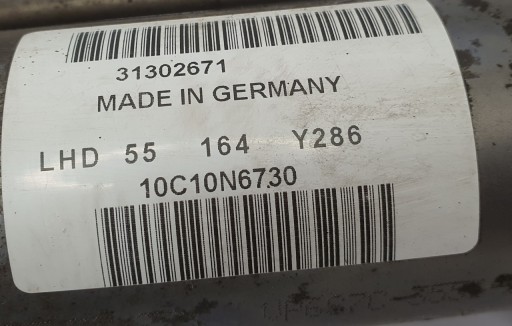 31302671
MADE IN GERMANY
LHD 55 164 Y286
10C10N6730